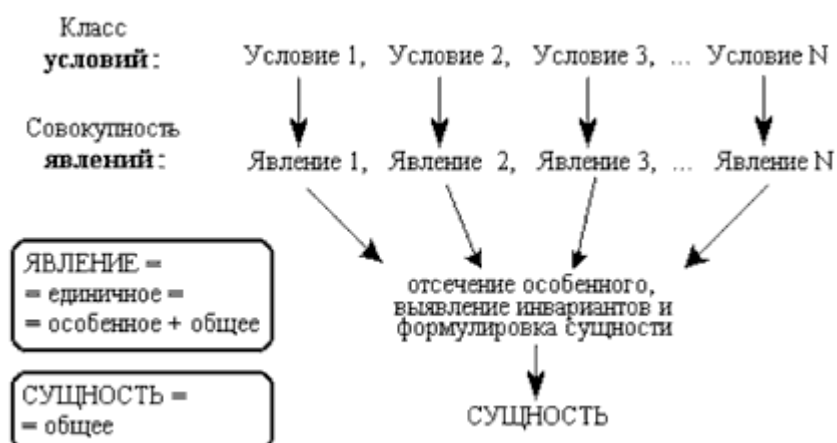 Класс
условий: Условие 1, Условие 2, Условие 3, ... Условие N
Совокупность
явлений: Явление 1, Явление 2, Явление 3, ... Явление N
ЯВЛЕНИЕ =
= единичное =
= особенное + общее
отсечение особенного,
выявление инвариантов и
формулировка сущности
СУЩНОСТЬ =
= общее
СУЩНОСТЬ